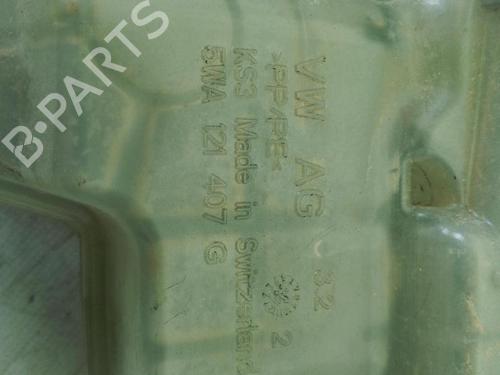 VW AG 32
>PP+PE< 2
KS3 Made in Switzerland
5WA 121 407 G
B-PARTS